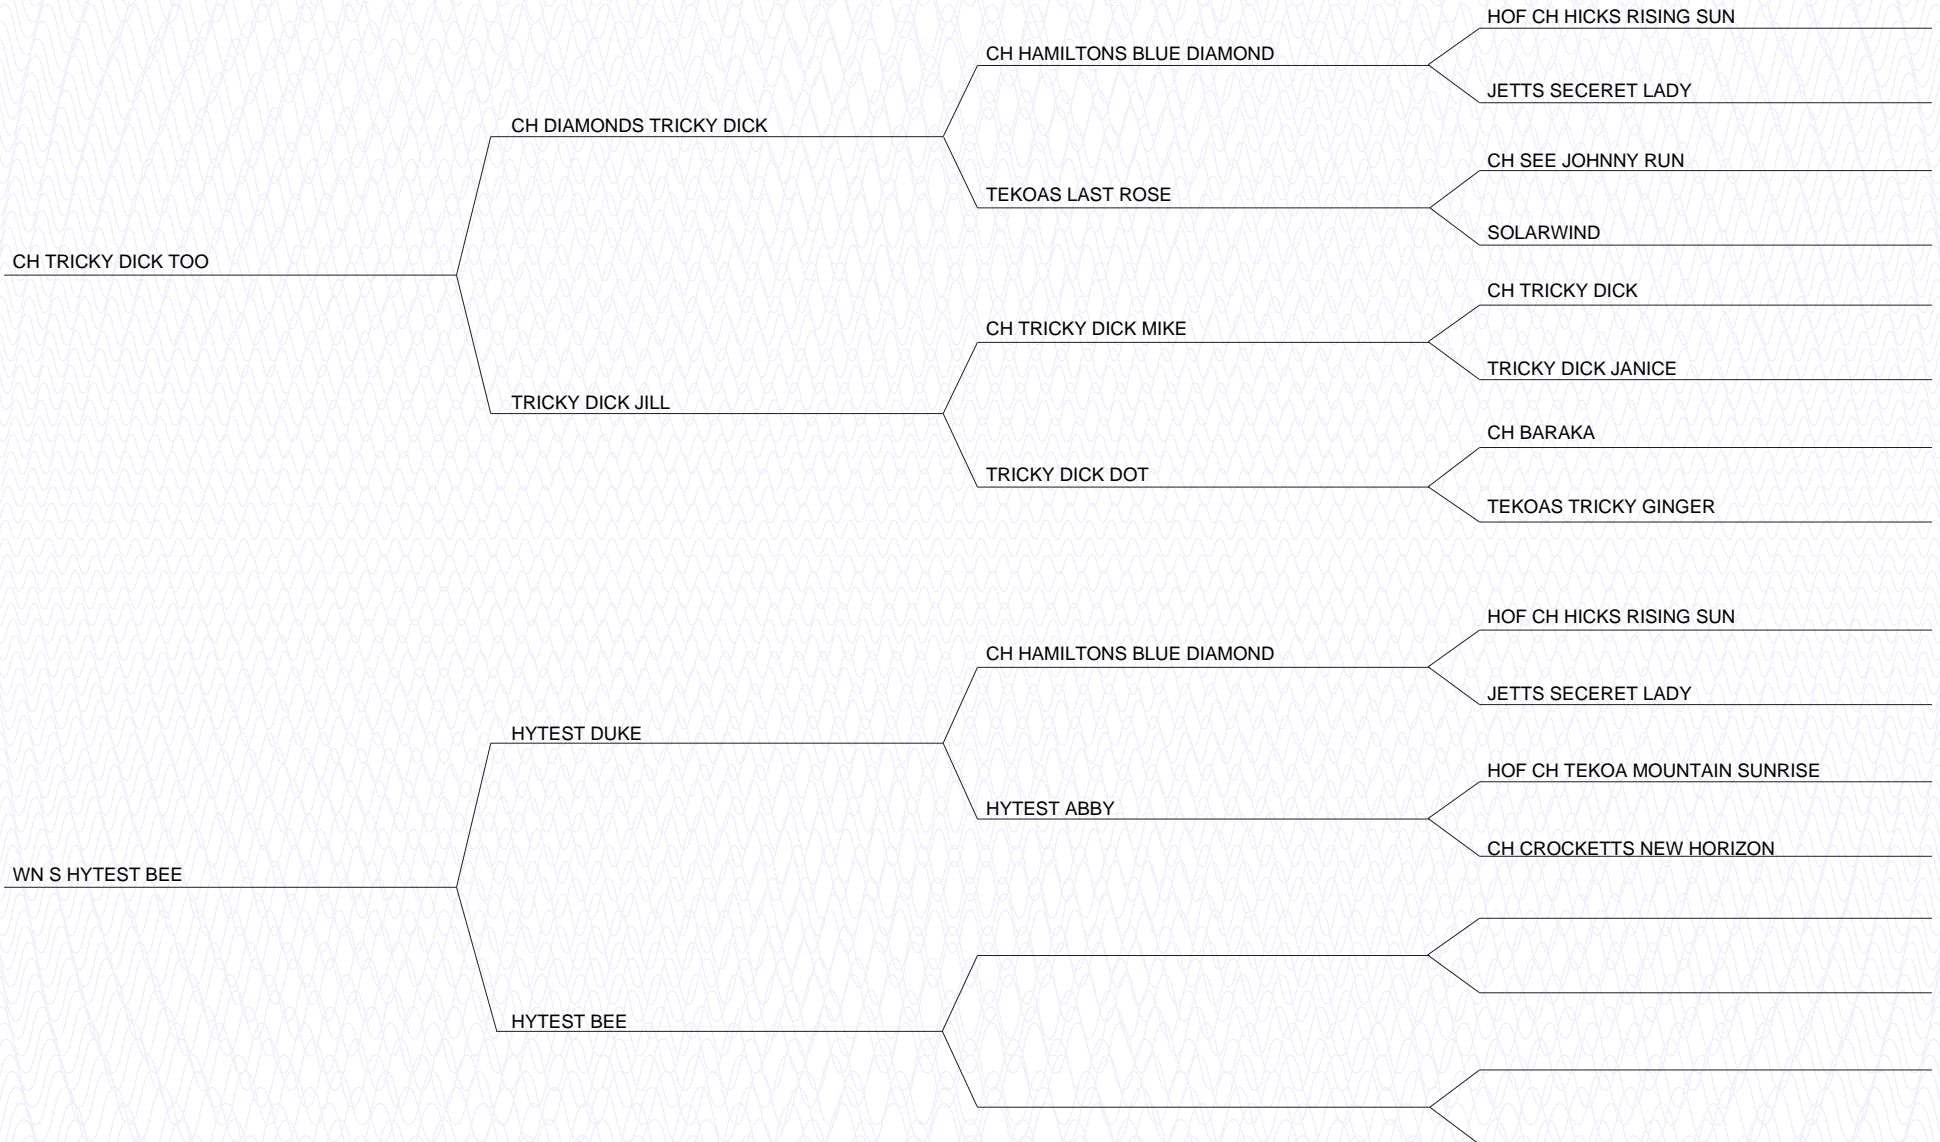 HOF CH HICKS RISING SUN
CH HAMILTONS BLUE DIAMOND
JETTS SECERET LADY
CH DIAMONDS TRICKY DICK
CH SEE JOHNNY RUN
TEKOAS LAST ROSE
SOLARWIND
CH TRICKY DICK TOO
CH TRICKY DICK
CH TRICKY DICK MIKE
TRICKY DICK JANICE
TRICKY DICK JILL
CH BARAKA
TRICKY DICK DOT
TEKOAS TRICKY GINGER
HOF CH HICKS RISING SUN
CH HAMILTONS BLUE DIAMOND
JETTS SECERET LADY
HYTEST DUKE
HOF CH TEKOA MOUNTAIN SUNRISE
HYTEST ABBY
CH CROCKETTS NEW HORIZON
WN S HYTEST BEE
HYTEST BEE